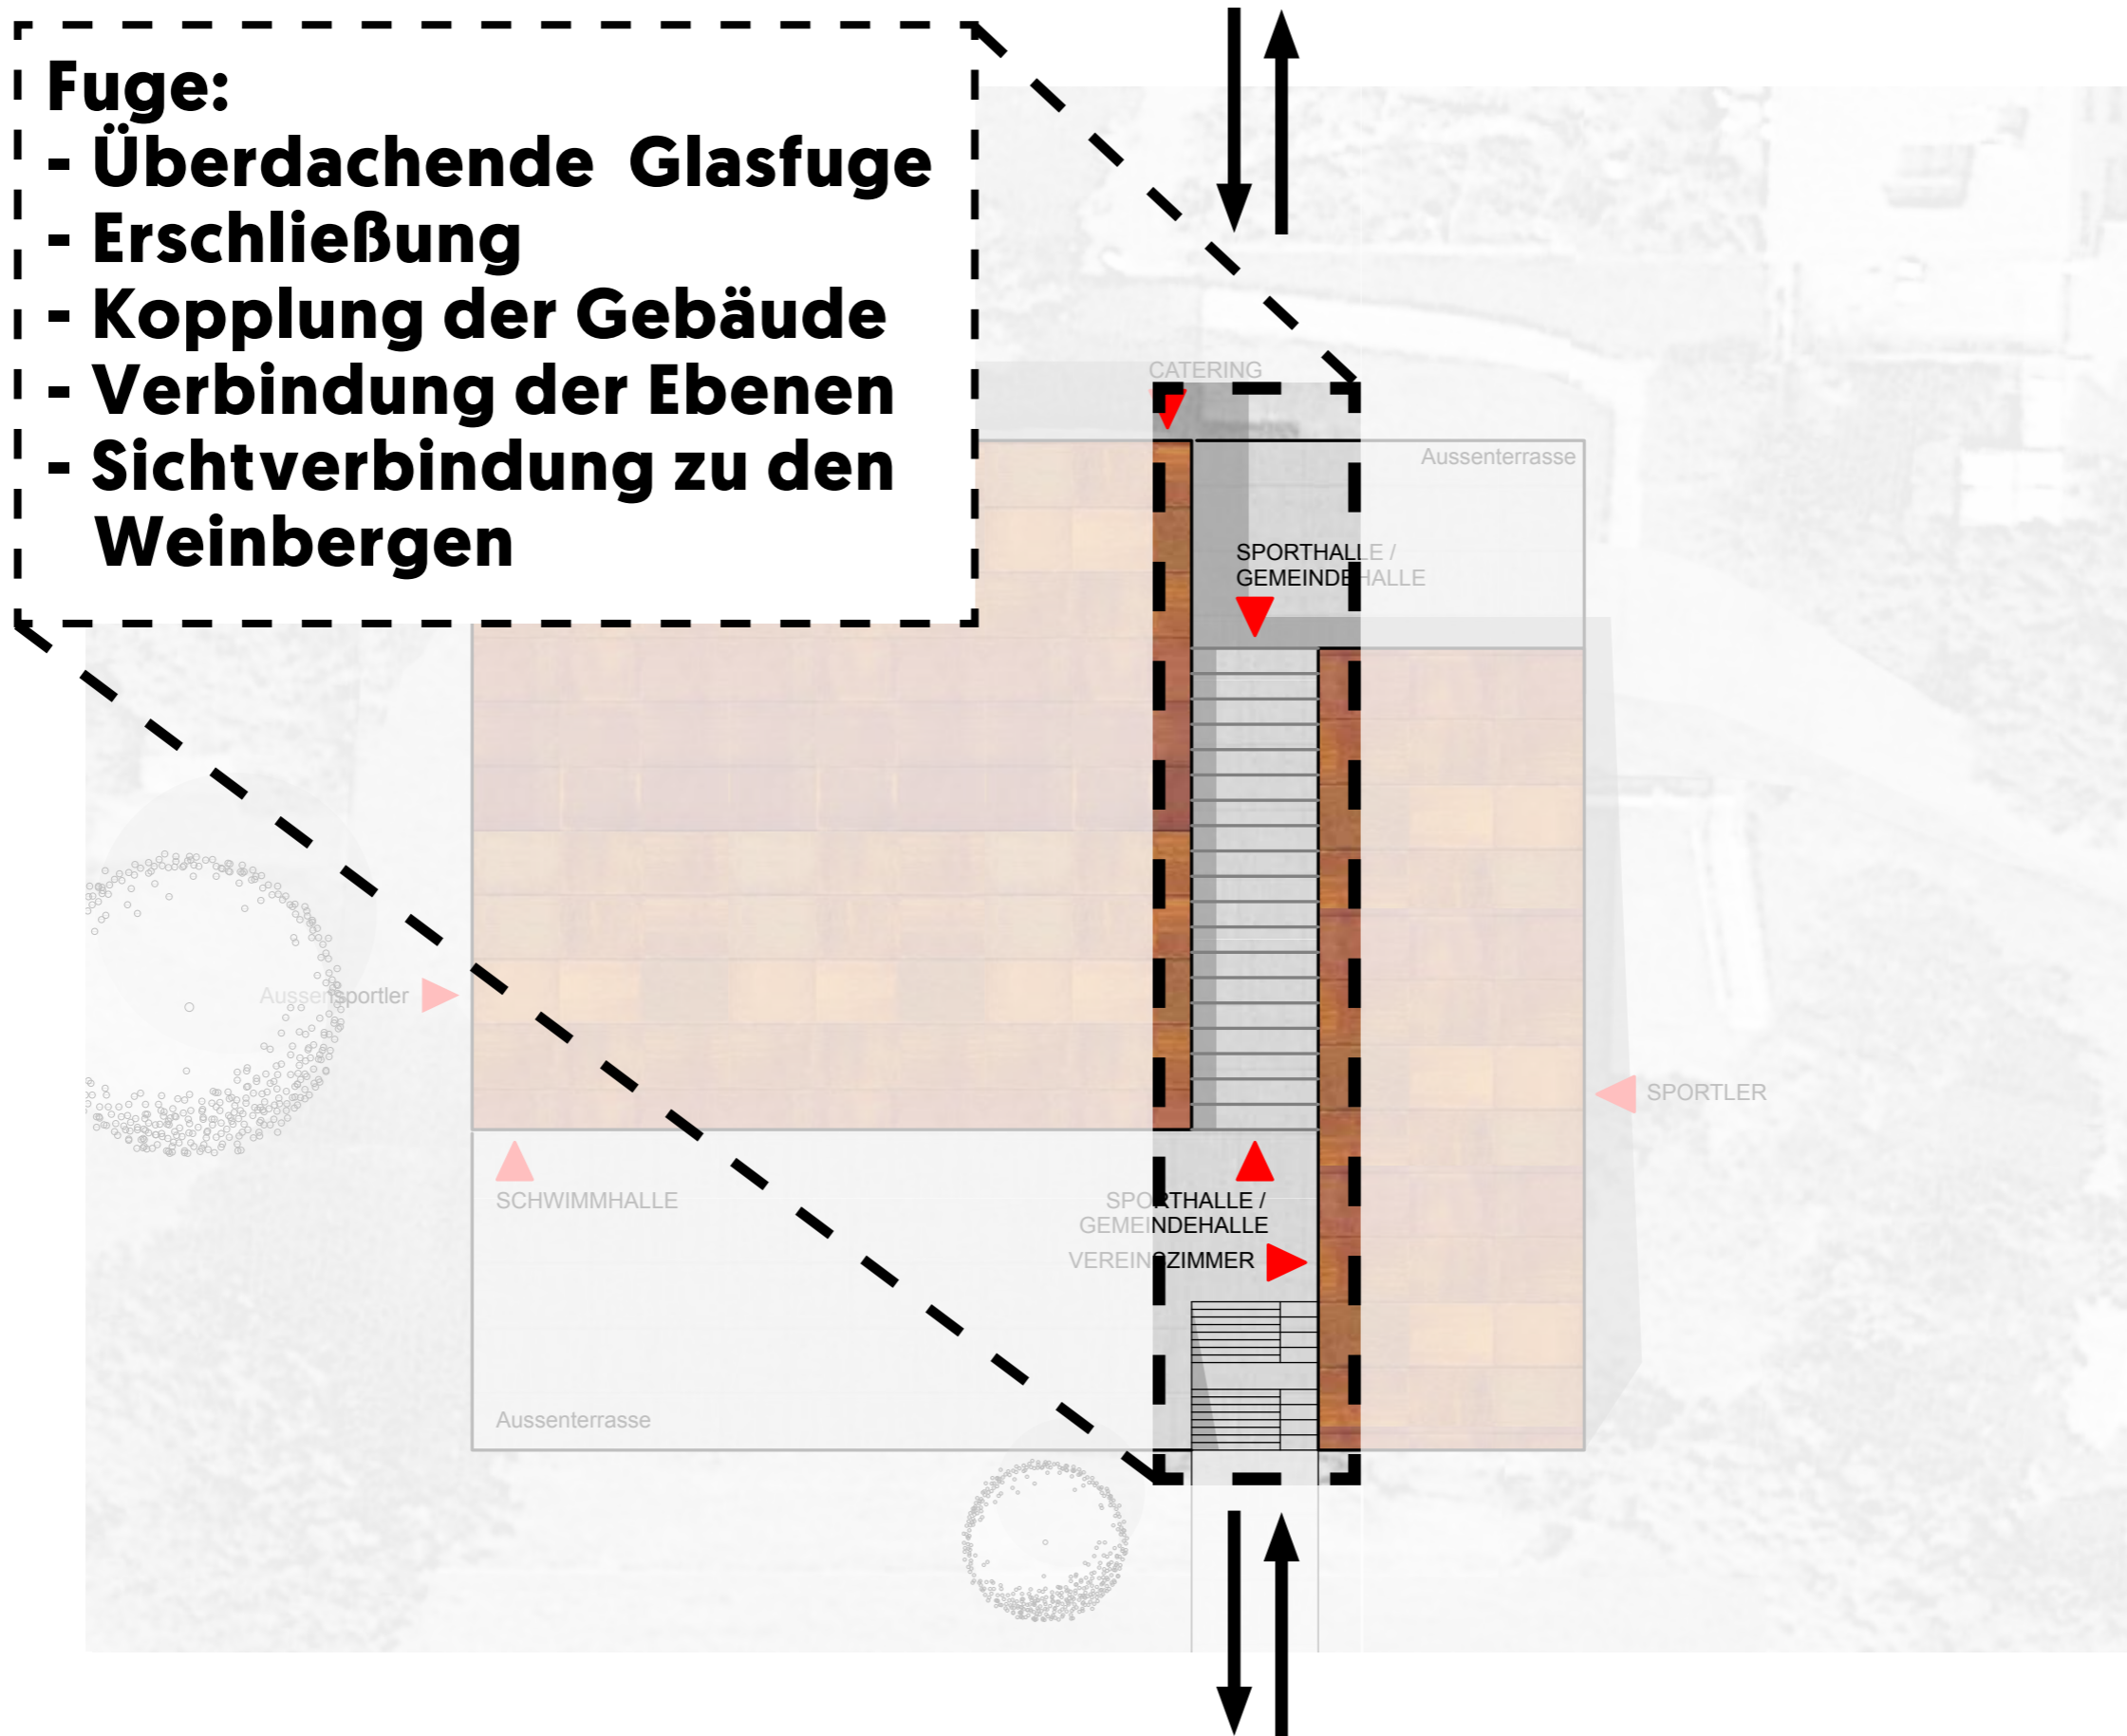 Fuge:
- Überdachende Glasfuge
- Erschließung
- Kopplung der Gebäude
- Verbindung der Ebenen
- Sichtverbindung zu den
Weinbergen
CATERING
Aussenterrasse
SPORTHALLE /
GEMEINDEHALLE
Aussensportler
SPORTLER
SCHWIMMHALLE
SPORTHALLE /
GEMEINDEHALLE
VEREINSZIMMER
Aussenterrasse